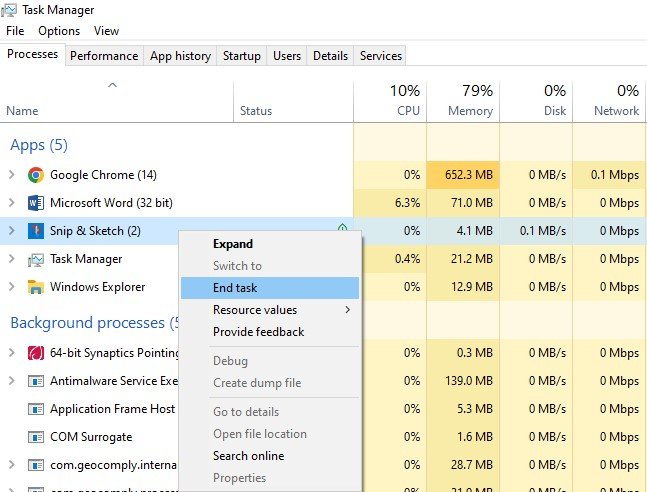 Task Manager
File Options View
Processes Performance App history Startup Users Details Services
10% 79% 0% 0%
Name Status CPU Memory Disk Network
Apps (5)
Google Chrome (14) 0% 652.3 MB 0 MB/s 0.1 Mbps
Microsoft Word (32 bit) 6.3% 71.0 MB 0 MB/s 0 Mbps
Snip & Sketch (2) 0% 4.1 MB 0.1 MB/s 0 Mbps
Task Manager 0.4% 21.2 MB 0 MB/s 0 Mbps
Windows Explorer 0% 12.9 MB 0 MB/s 0 Mbps
Expand
Switch to
End task
Resource values
Provide feedback
Debug
Create dump file
Go to details
Open file location
Search online
Properties
Background processes (5
64-bit Synaptics Pointing 0% 0.3 MB 0 MB/s 0 Mbps
Antimalware Service Exe 0% 139.0 MB 0 MB/s 0 Mbps
Application Frame Host 0% 5.3 MB 0 MB/s 0 Mbps
COM Surrogate 0% 1.6 MB 0 MB/s 0 Mbps
com.geocomply.interna 0% 28.7 MB 0 MB/s 0 Mbps